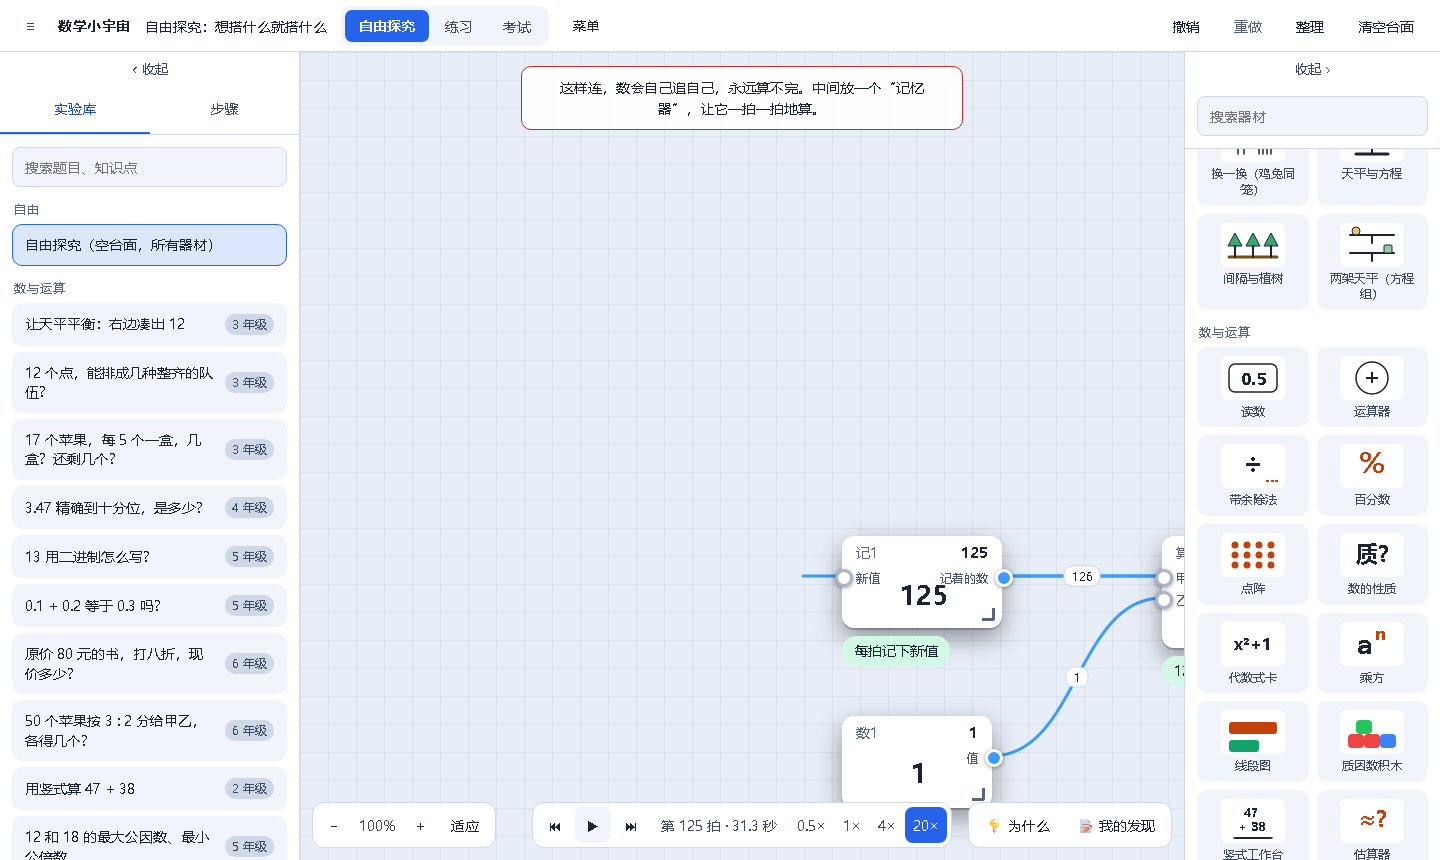 ≡ 数学小宇宙 自由探究：想搭什么就搭什么 自由探究 练习 考试 菜单 撤销 重做 整理 清空台面
‹ 收起
实验库 步骤
搜索题目、知识点
自由
自由探究（空台面，所有器材）
数与运算
让天平平衡：右边凑出 12 3 年级
12 个点，能排成几种整齐的队
伍？ 3 年级
17 个苹果，每 5 个一盒，几
盒？还剩几个？ 3 年级
3.47 精确到十分位，是多少？ 4 年级
13 用二进制怎么写？ 5 年级
0.1 + 0.2 等于 0.3 吗？ 5 年级
原价 80 元的书，打八折，现
价多少？ 6 年级
50 个苹果按 3 : 2 分给甲乙，
各得几个？ 6 年级
用竖式算 47 + 38 2 年级
12 和 18 的最大公因数、最小
公倍数 5 年级
这样连，数会自己追自己，永远算不完。中间放一个“记忆
器”，让它一拍一拍地算。
记1 125
新值 记着的数
125
每拍记下新值
126
1
数1 1
值
1
算
甲
乙
12
− 100% + 适应
⏮ ▶ ⏭ 第 125 拍 · 31.3 秒 0.5× 1× 4× 20×
为什么 我的发现
收起 ›
搜索器材
换一换（鸡兔同
笼）
天平与方程
间隔与植树
两架天平（方程
组）
数与运算
0.5
读数
+
运算器
÷ ...
带余除法
%
百分数
点阵
质?
数的性质
x²+1
代数式卡
aⁿ
乘方
线段图
质因数积木
47
+ 38
竖式工作台
≈?
估算器